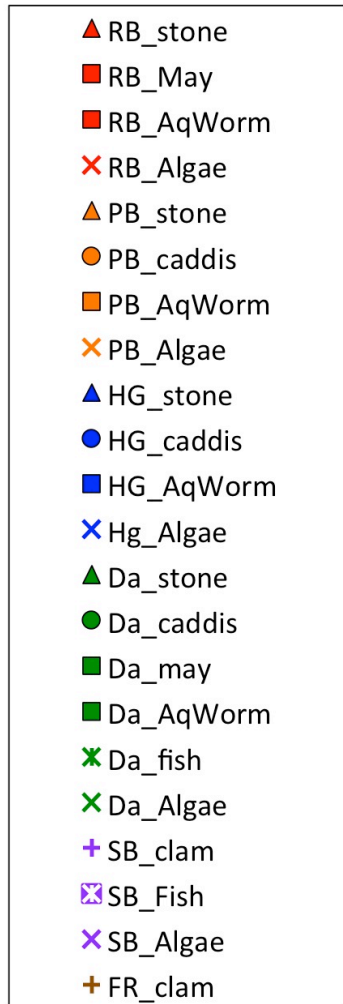 RB_stone
RB_May
RB_AqWorm
RB_Algae
PB_stone
PB_caddis
PB_AqWorm
PB_Algae
HG_stone
HG_caddis
HG_AqWorm
Hg_Algae
Da_stone
Da_caddis
Da_may
Da_AqWorm
Da_fish
Da_Algae
SB_clam
SB_Fish
SB_Algae
FR_clam